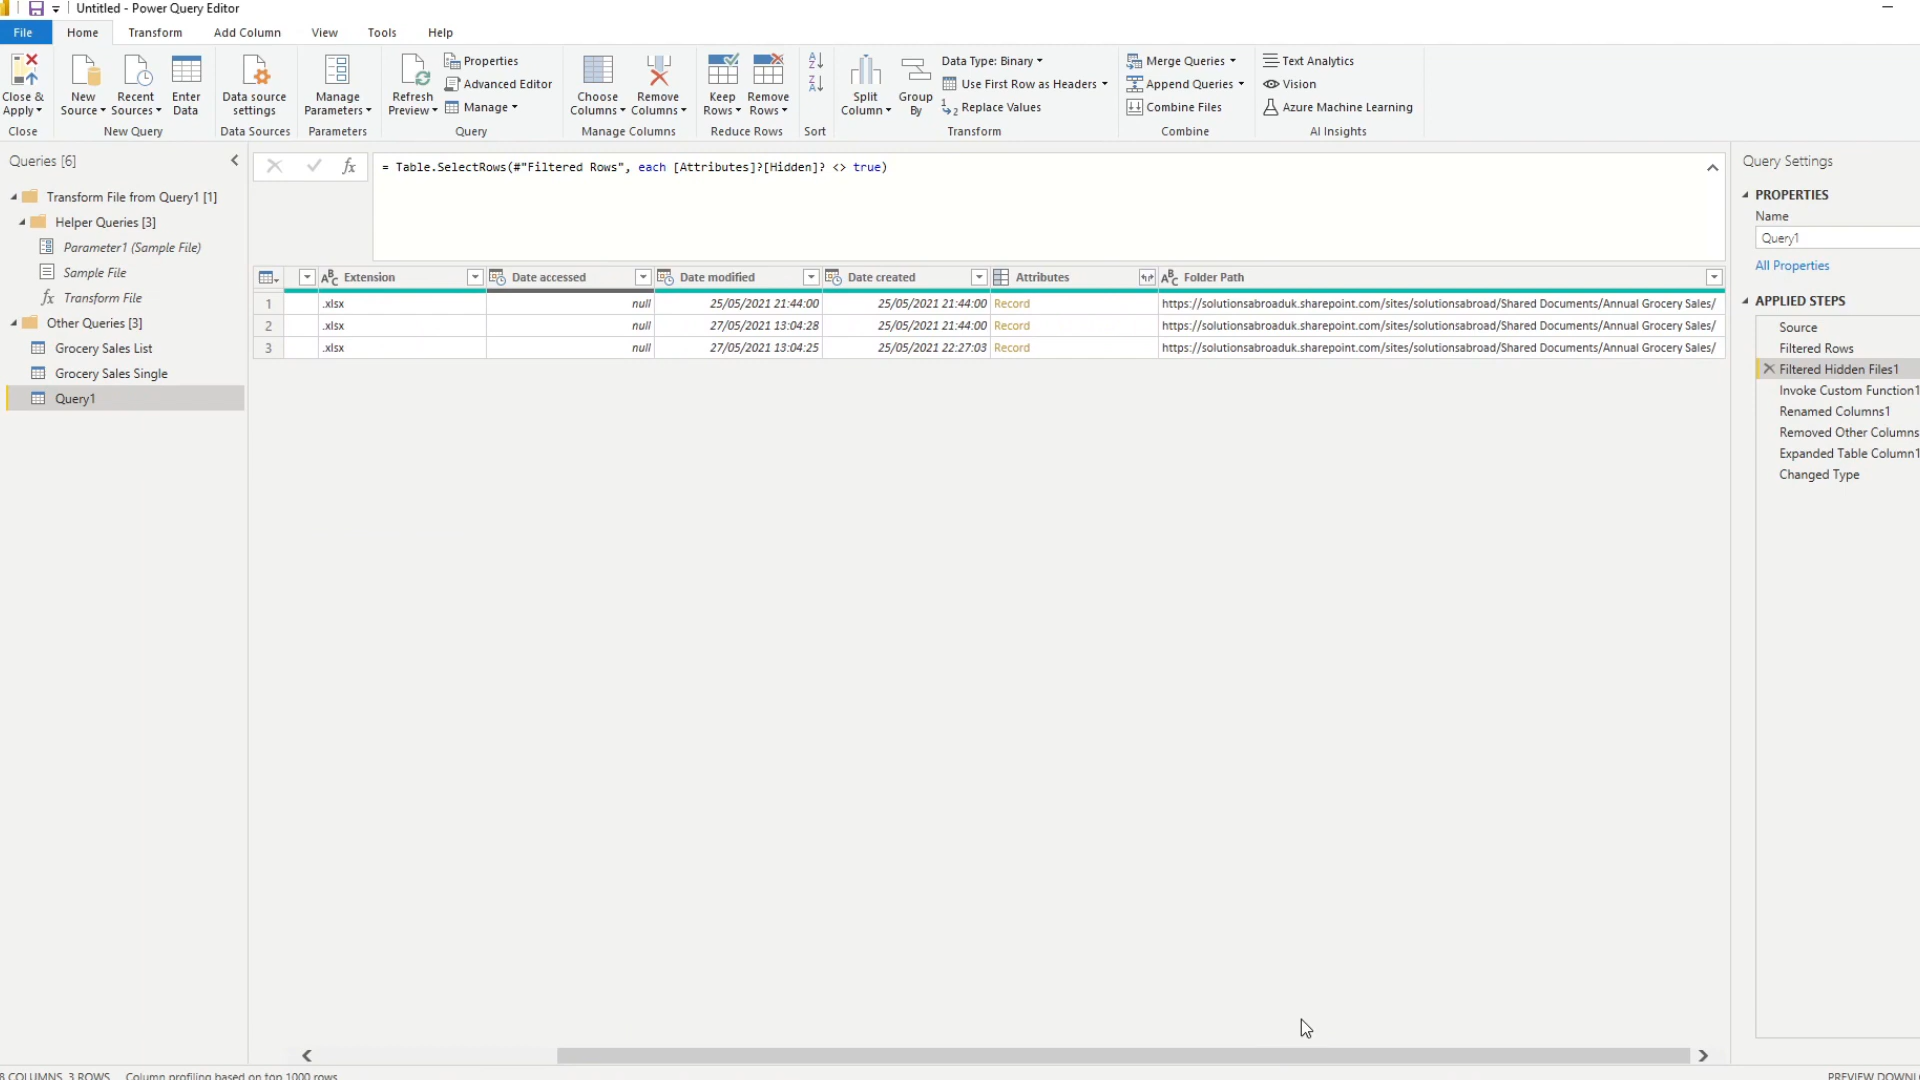 Untitled - Power Query Editor
File Home Transform Add Column View Tools Help
Close & Apply
New Source
Recent Sources
Enter Data
Data source settings
Manage Parameters
Refresh Preview
Properties
Advanced Editor
Manage
Choose Columns
Remove Columns
Keep Rows
Remove Rows
Split Column
Group By
Data Type: Binary
Use First Row as Headers
Replace Values
Merge Queries
Append Queries
Combine Files
Text Analytics
Vision
Azure Machine Learning
Close New Query Data Sources Parameters Query Manage Columns Reduce Rows Sort Transform Combine AI Insights
Queries [6]
Transform File from Query1 [1]
Helper Queries [3]
Parameter1 (Sample File)
Sample File
fx Transform File
Other Queries [3]
Grocery Sales List
Grocery Sales Single
Query1
fx = Table.SelectRows(#"Filtered Rows", each [Attributes]?[Hidden]? <> true)
Extension Date accessed Date modified Date created Attributes Folder Path
1 .xlsx null 25/05/2021 21:44:00 25/05/2021 21:44:00 Record https://solutionsabroaduk.sharepoint.com/sites/solutionsabroad/Shared Documents/Annual Grocery Sales/
2 .xlsx null 27/05/2021 13:04:28 25/05/2021 21:44:00 Record https://solutionsabroaduk.sharepoint.com/sites/solutionsabroad/Shared Documents/Annual Grocery Sales/
3 .xlsx null 27/05/2021 13:04:25 25/05/2021 22:27:03 Record https://solutionsabroaduk.sharepoint.com/sites/solutionsabroad/Shared Documents/Annual Grocery Sales/
Query Settings
PROPERTIES
Name
Query1
All Properties
APPLIED STEPS
Source
Filtered Rows
Filtered Hidden Files1
Invoke Custom Function1
Renamed Columns1
Removed Other Columns
Expanded Table Column1
Changed Type
8 COLUMNS, 3 ROWS Column profiling based on top 1000 rows
PREVIEW